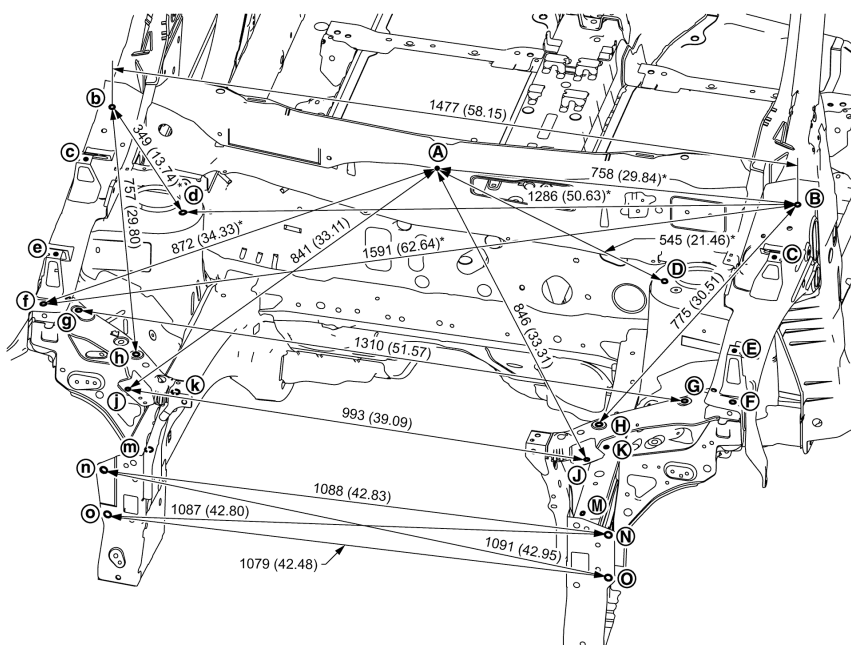 1477 (58.15)
b
349 (13.74)*
c
A
758 (29.84)*
757 (29.80)
d
1286 (50.63)*
B
872 (34.33)*
841 (33.11)
1591 (62.64)*
545 (21.46)*
e
C
D
f
775 (30.51)
g
846 (33.31)
1310 (51.57)
h
E
k
G
j
F
993 (39.09)
H
K
m
J
n
1088 (42.83)
M
o
1087 (42.80)
N
1091 (42.95)
1079 (42.48)
O